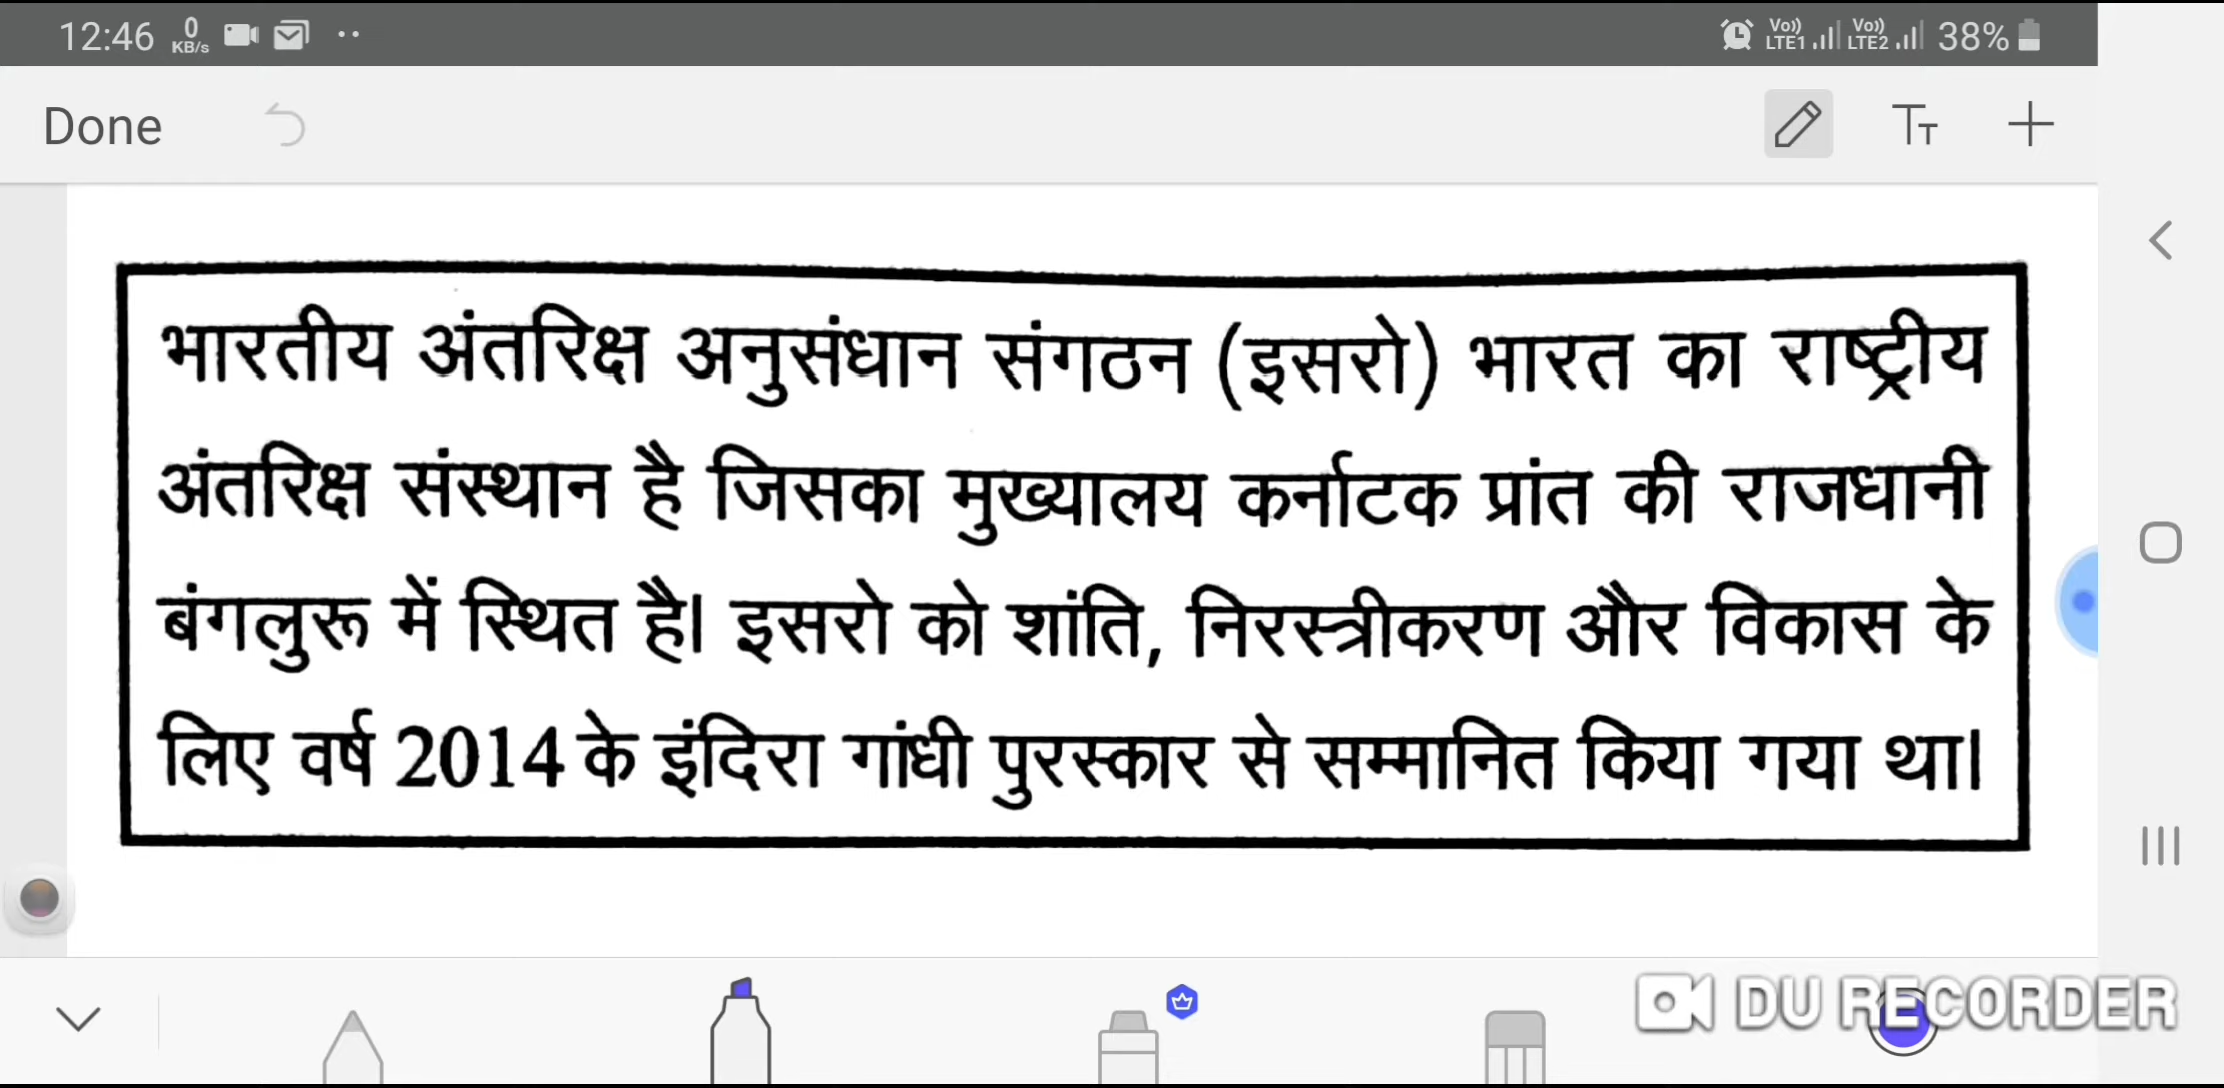 12:46 0 KB/s Vo)) LTE1 Vo)) LTE2 38%
Done TT
भारतीय अंतरिक्ष अनुसंधान संगठन (इसरो) भारत का राष्ट्रीय
अंतरिक्ष संस्थान है जिसका मुख्यालय कर्नाटक प्रांत की राजधानी
बंगलुरू में स्थित है। इसरो को शांति, निरस्त्रीकरण और विकास के
लिए वर्ष 2014 के इंदिरा गांधी पुरस्कार से सम्मानित किया गया था।
DU RECORDER